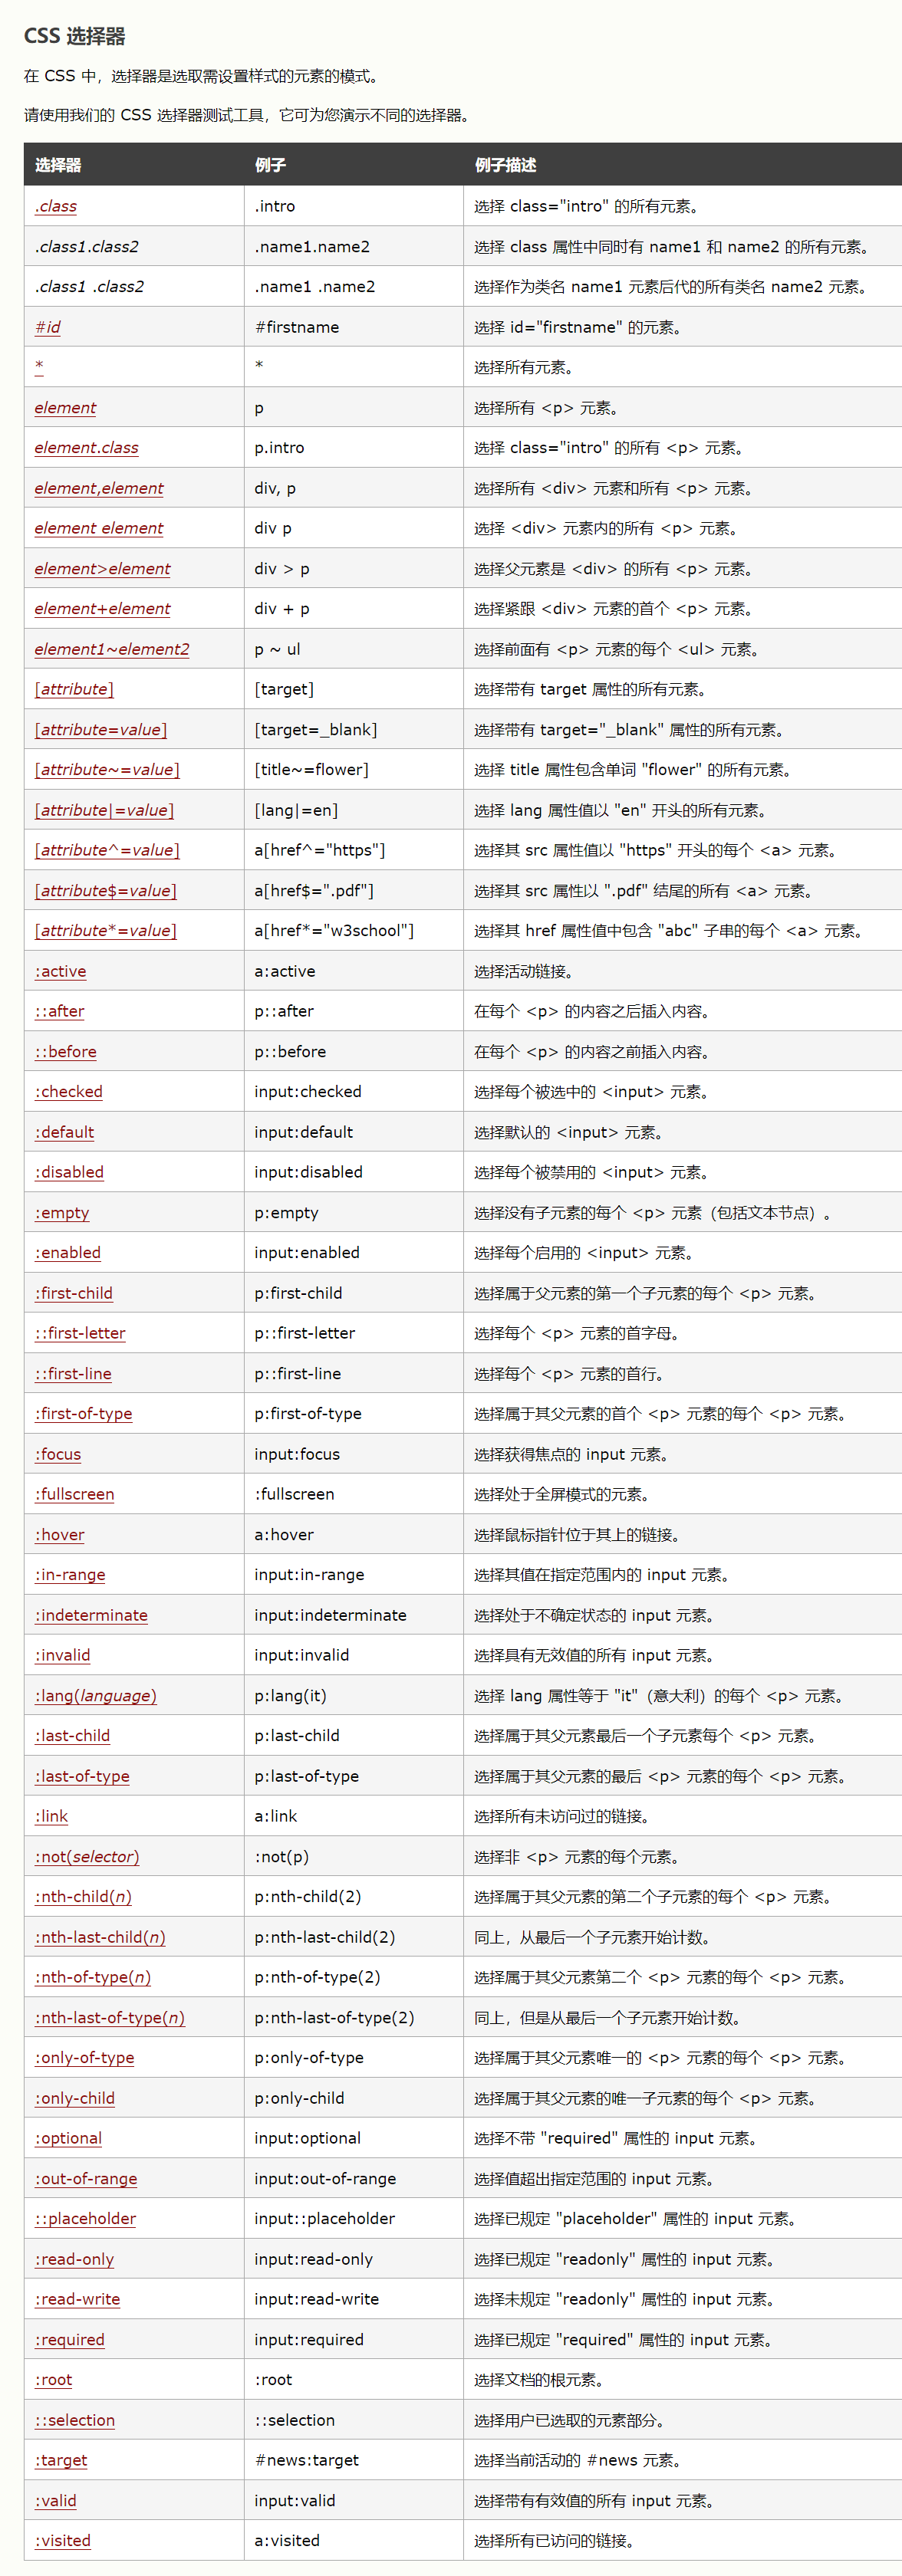 CSS 选择器
在 CSS 中，选择器是选取需设置样式的元素的模式。
请使用我们的 CSS 选择器测试工具，它可为您演示不同的选择器。
选择器 例子 例子描述
.class .intro 选择 class="intro" 的所有元素。
.class1.class2 .name1.name2 选择 class 属性中同时有 name1 和 name2 的所有元素。
.class1 .class2 .name1 .name2 选择作为类名 name1 元素后代的所有类名 name2 元素。
#id #firstname 选择 id="firstname" 的元素。
* * 选择所有元素。
element p 选择所有 <p> 元素。
element.class p.intro 选择 class="intro" 的所有 <p> 元素。
element,element div, p 选择所有 <div> 元素和所有 <p> 元素。
element element div p 选择 <div> 元素内的所有 <p> 元素。
element>element div > p 选择父元素是 <div> 的所有 <p> 元素。
element+element div + p 选择紧跟 <div> 元素的首个 <p> 元素。
element1~element2 p ~ ul 选择前面有 <p> 元素的每个 <ul> 元素。
[attribute] [target] 选择带有 target 属性的所有元素。
[attribute=value] [target=_blank] 选择带有 target="_blank" 属性的所有元素。
[attribute~=value] [title~=flower] 选择 title 属性包含单词 "flower" 的所有元素。
[attribute|=value] [lang|=en] 选择 lang 属性值以 "en" 开头的所有元素。
[attribute^=value] a[href^="https"] 选择其 src 属性值以 "https" 开头的每个 <a> 元素。
[attribute$=value] a[href$=".pdf"] 选择其 src 属性以 ".pdf" 结尾的所有 <a> 元素。
[attribute*=value] a[href*="w3school"] 选择其 href 属性值中包含 "abc" 子串的每个 <a> 元素。
:active a:active 选择活动链接。
::after p::after 在每个 <p> 的内容之后插入内容。
::before p::before 在每个 <p> 的内容之前插入内容。
:checked input:checked 选择每个被选中的 <input> 元素。
:default input:default 选择默认的 <input> 元素。
:disabled input:disabled 选择每个被禁用的 <input> 元素。
:empty p:empty 选择没有子元素的每个 <p> 元素（包括文本节点）。
:enabled input:enabled 选择每个启用的 <input> 元素。
:first-child p:first-child 选择属于父元素的第一个子元素的每个 <p> 元素。
::first-letter p::first-letter 选择每个 <p> 元素的首字母。
::first-line p::first-line 选择每个 <p> 元素的首行。
:first-of-type p:first-of-type 选择属于其父元素的首个 <p> 元素的每个 <p> 元素。
:focus input:focus 选择获得焦点的 input 元素。
:fullscreen :fullscreen 选择处于全屏模式的元素。
:hover a:hover 选择鼠标指针位于其上的链接。
:in-range input:in-range 选择其值在指定范围内的 input 元素。
:indeterminate input:indeterminate 选择处于不确定状态的 input 元素。
:invalid input:invalid 选择具有无效值的所有 input 元素。
:lang(language) p:lang(it) 选择 lang 属性等于 "it"（意大利）的每个 <p> 元素。
:last-child p:last-child 选择属于其父元素最后一个子元素每个 <p> 元素。
:last-of-type p:last-of-type 选择属于其父元素的最后 <p> 元素的每个 <p> 元素。
:link a:link 选择所有未访问过的链接。
:not(selector) :not(p) 选择非 <p> 元素的每个元素。
:nth-child(n) p:nth-child(2) 选择属于其父元素的第二个子元素的每个 <p> 元素。
:nth-last-child(n) p:nth-last-child(2) 同上，从最后一个子元素开始计数。
:nth-of-type(n) p:nth-of-type(2) 选择属于其父元素第二个 <p> 元素的每个 <p> 元素。
:nth-last-of-type(n) p:nth-last-of-type(2) 同上，但是从最后一个子元素开始计数。
:only-of-type p:only-of-type 选择属于其父元素唯一的 <p> 元素的每个 <p> 元素。
:only-child p:only-child 选择属于其父元素的唯一子元素的每个 <p> 元素。
:optional input:optional 选择不带 "required" 属性的 input 元素。
:out-of-range input:out-of-range 选择值超出指定范围的 input 元素。
::placeholder input::placeholder 选择已规定 "placeholder" 属性的 input 元素。
:read-only input:read-only 选择已规定 "readonly" 属性的 input 元素。
:read-write input:read-write 选择未规定 "readonly" 属性的 input 元素。
:required input:required 选择已规定 "required" 属性的 input 元素。
:root :root 选择文档的根元素。
::selection ::selection 选择用户已选取的元素部分。
:target #news:target 选择当前活动的 #news 元素。
:valid input:valid 选择带有有效值的所有 input 元素。
:visited a:visited 选择所有已访问的链接。